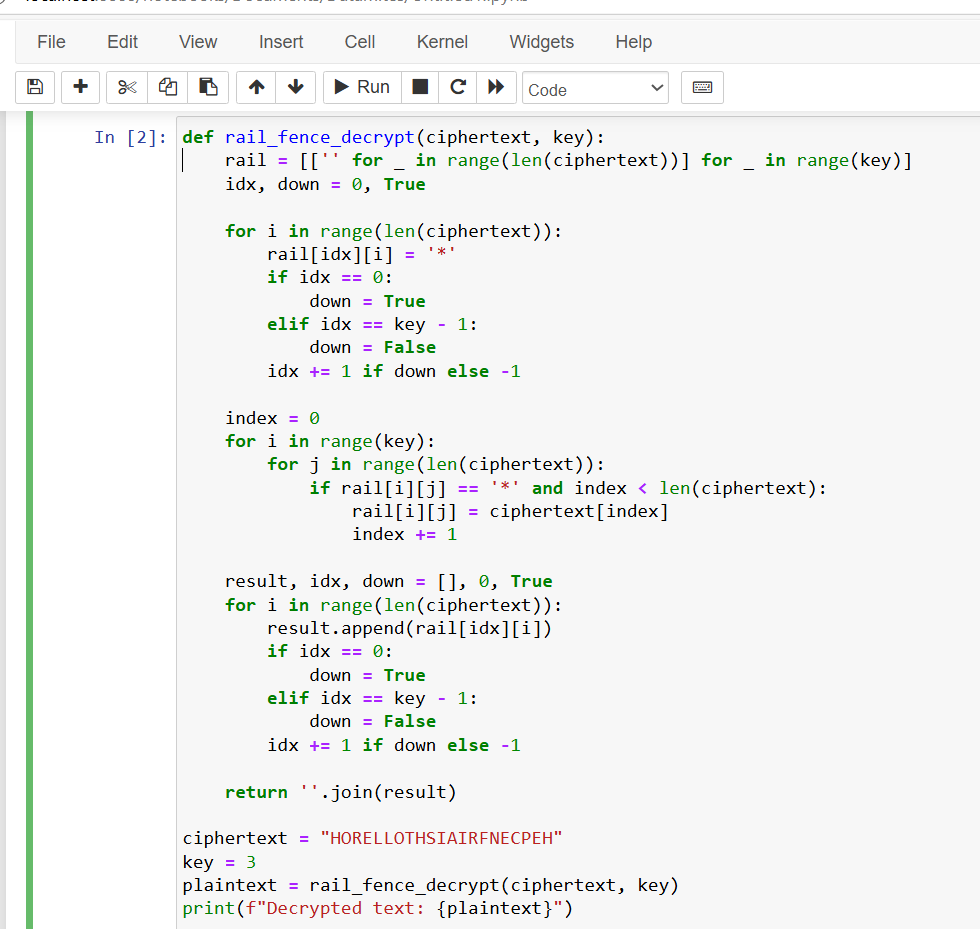 File Edit View Insert Cell Kernel Widgets Help
Run Code
In [2]: def rail_fence_decrypt(ciphertext, key):
    rail = [['' for _ in range(len(ciphertext))] for _ in range(key)]
    idx, down = 0, True

    for i in range(len(ciphertext)):
        rail[idx][i] = '*'
        if idx == 0:
            down = True
        elif idx == key - 1:
            down = False
        idx += 1 if down else -1

    index = 0
    for i in range(key):
        for j in range(len(ciphertext)):
            if rail[i][j] == '*' and index < len(ciphertext):
                rail[i][j] = ciphertext[index]
                index += 1

    result, idx, down = [], 0, True
    for i in range(len(ciphertext)):
        result.append(rail[idx][i])
        if idx == 0:
            down = True
        elif idx == key - 1:
            down = False
        idx += 1 if down else -1

    return ''.join(result)

ciphertext = "HORELLOTHSIAIRFNECPEH"
key = 3
plaintext = rail_fence_decrypt(ciphertext, key)
print(f"Decrypted text: {plaintext}")